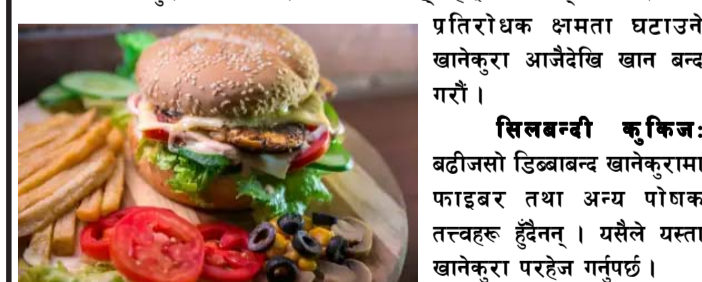 प्रतिरोधक क्षमता घटाउने
खानेकुरा आजैदेखि खान बन्द
गरौं ।
सिलबन्दी कुकिज:
बढीजसो डिब्बाबन्द खानेकुरामा
फाइबर तथा अन्य पोषक
तत्त्वहरू हुँदैनन् । यसैले यस्ता
खानेकुरा परहेज गर्नुपर्छ ।